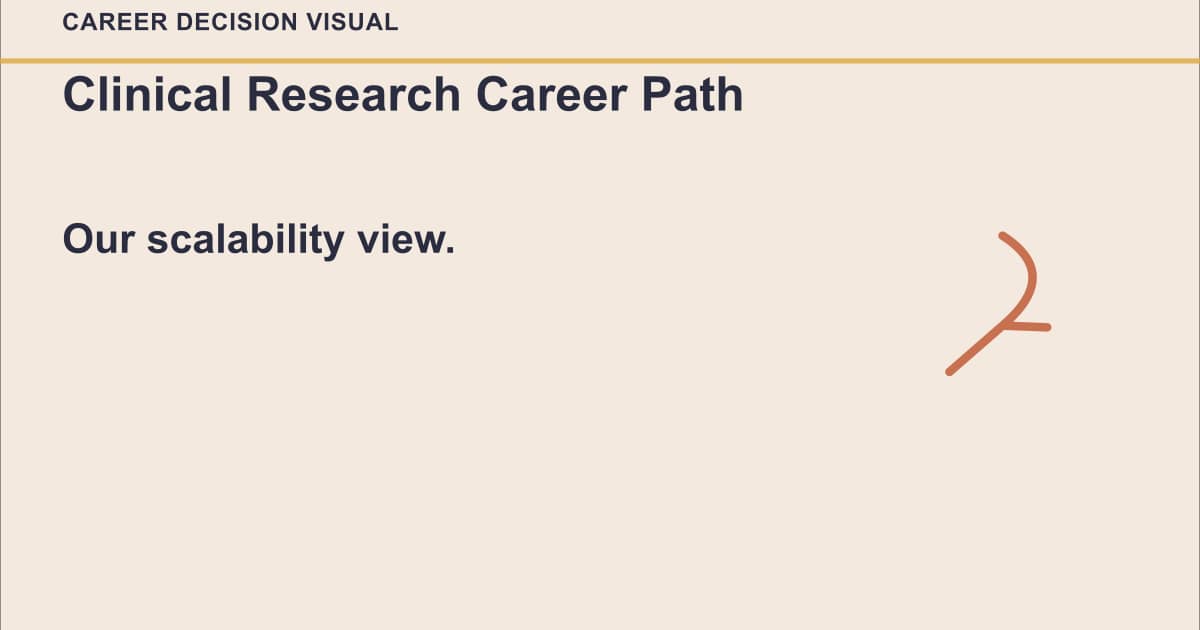 CAREER DECISION VISUAL
Clinical Research Career Path
Our scalability view.